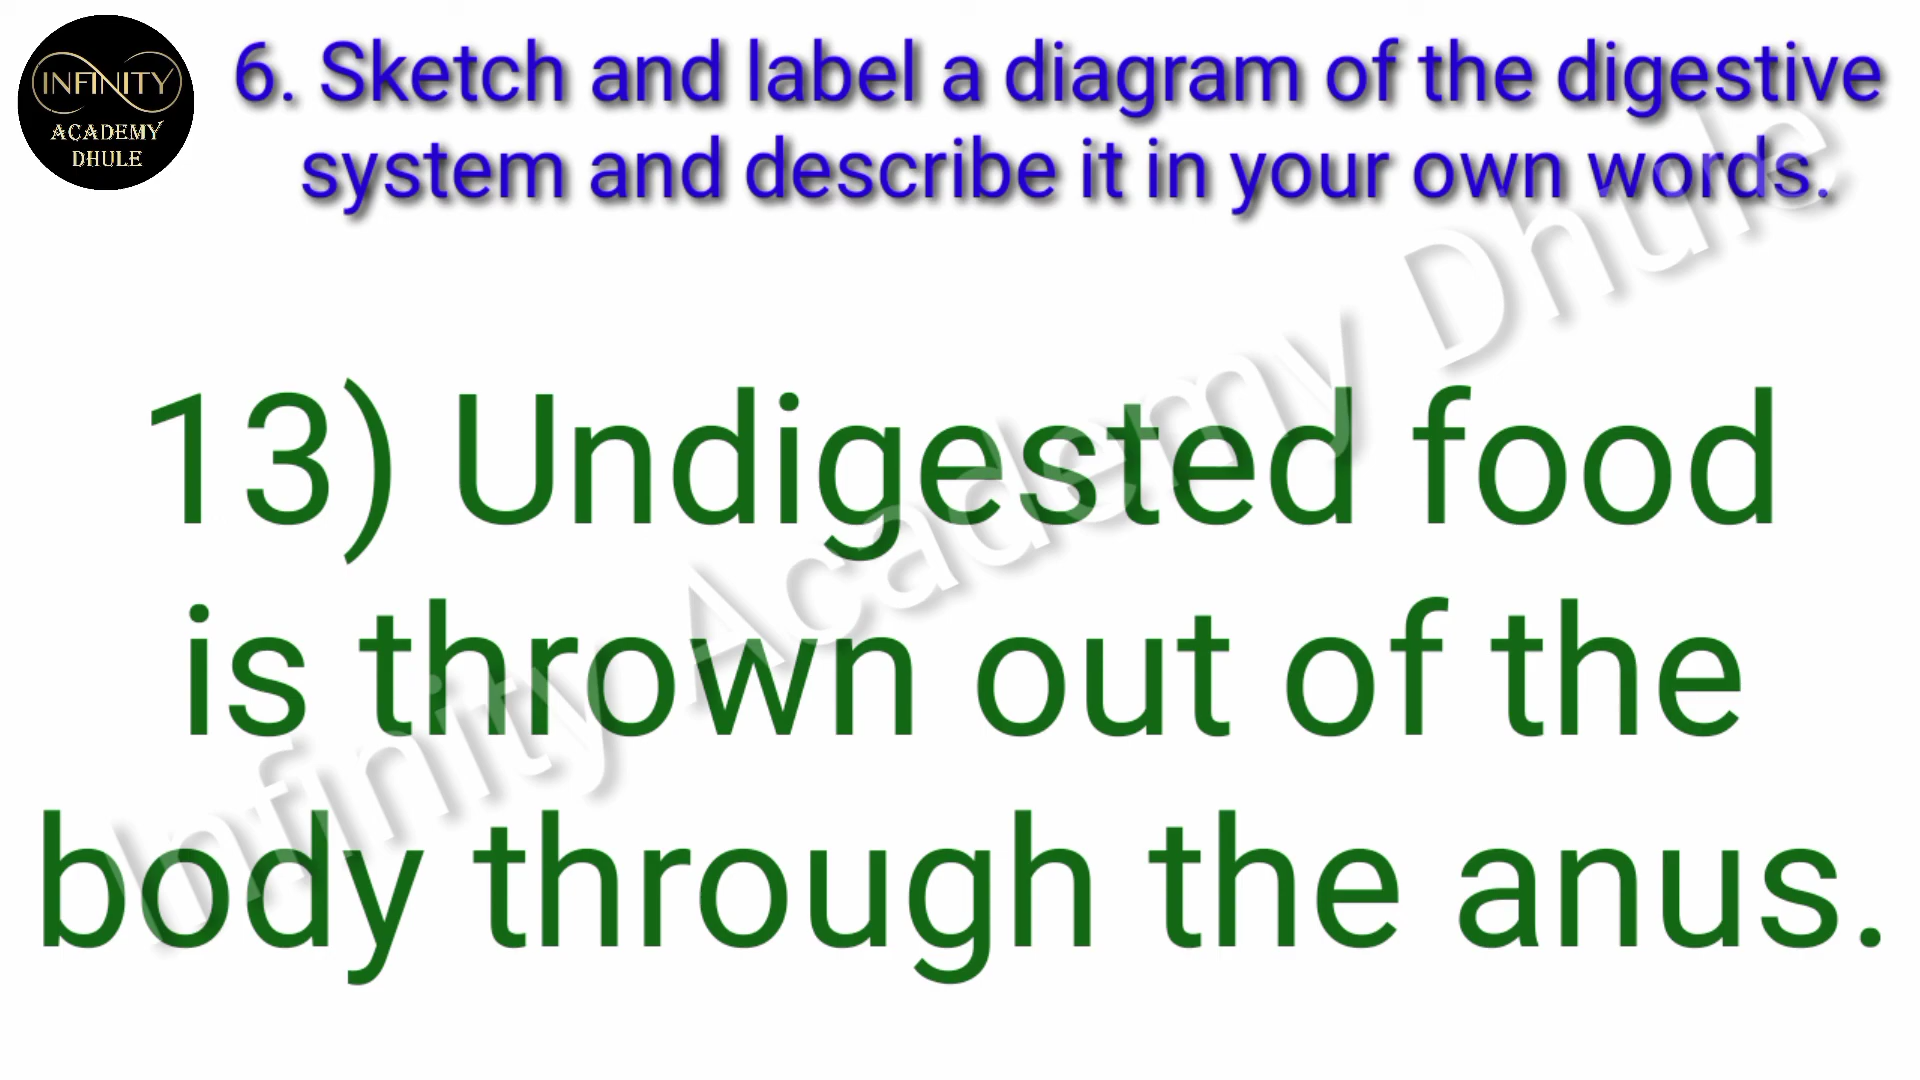 INFINITY
ACADEMY
DHULE
6. Sketch and label a diagram of the digestive
system and describe it in your own words.
13) Undigested food
is thrown out of the
body through the anus.
Infinity Academy Dhule